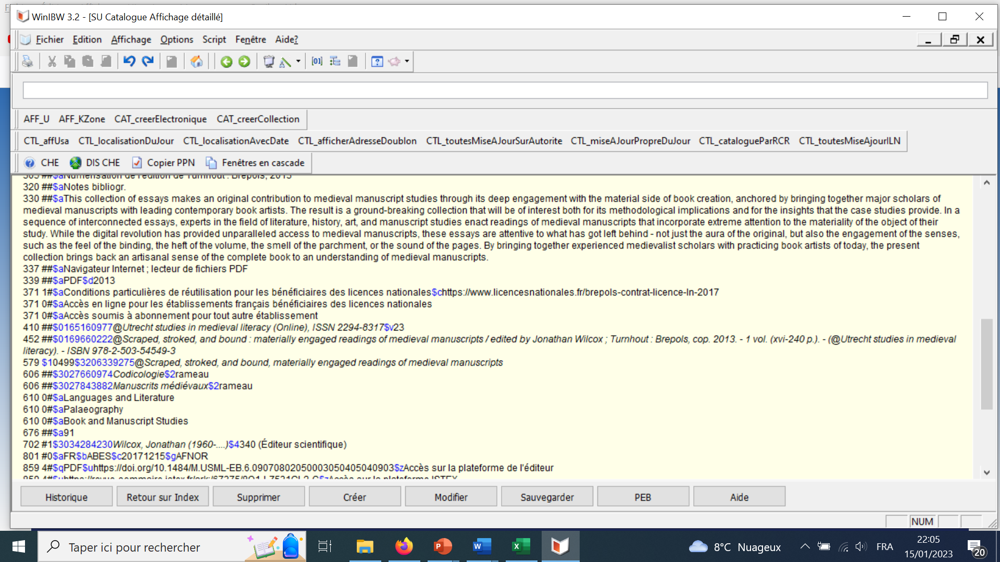 WinIBW 3.2 - [SU Catalogue Affichage détaillé]
Fichier Edition Affichage Options Script Fenêtre Aide?
[01]
AFF_U AFF_KZone CAT_creerElectronique CAT_creerCollection
CTL_affUsa CTL_localisationDuJour CTL_localisationAvecDate CTL_afficherAdresseDoublon CTL_toutesMiseAJourSurAutorite CTL_miseAJourPropreDuJour CTL_catalogueParRCR CTL_toutesMiseAjourILN
CHE DIS CHE Copier PPN Fenêtres en cascade
303 ##$aNumérisation de l'édition de Turnhout : Brepols, 2013
320 ##$aNotes bibliogr.
330 ##$aThis collection of essays makes an original contribution to medieval manuscript studies through its deep engagement with the material side of book creation, anchored by bringing together major scholars of
medieval manuscripts with leading contemporary book artists. The result is a ground-breaking collection that will be of interest both for its methodological implications and for the insights that the case studies provide. In a
sequence of interconnected essays, experts in the field of literature, history, art, and manuscript studies enact readings of medieval manuscripts that incorporate extreme attention to the materiality of the object of their
study. While the digital revolution has provided unparalleled access to medieval manuscripts, these essays are attentive to what has got left behind - not just the aura of the original, but also the engagement of the senses,
such as the feel of the binding, the heft of the volume, the smell of the parchment, or the sound of the pages. By bringing together experienced medievalist scholars with practicing book artists of today, the present
collection brings back an artisanal sense of the complete book to an understanding of medieval manuscripts.
337 ##$aNavigateur Internet ; lecteur de fichiers PDF
339 ##$aPDF$d2013
371 1#$aConditions particulières de réutilisation pour les bénéficiaires des licences nationales$chttps://www.licencesnationales.fr/brepols-contrat-licence-ln-2017
371 0#$aAccès en ligne pour les établissements français bénéficiaires des licences nationales
371 0#$aAccès soumis à abonnement pour tout autre établissement
410 ##$0165160977@Utrecht studies in medieval literacy (Online), ISSN 2294-8317$v23
452 ##$0169660222@Scraped, stroked, and bound : materially engaged readings of medieval manuscripts / edited by Jonathan Wilcox ; Turnhout : Brepols, cop. 2013. - 1 vol. (xvi-240 p.). - (@Utrecht studies in medieval
literacy). - ISBN 978-2-503-54549-3
579 $10499$3206339275@Scraped, stroked, and bound, materially engaged readings of medieval manuscripts
606 ##$3027660974Codicologie$2rameau
606 ##$3027843882Manuscrits médiévaux$2rameau
610 0#$aLanguages and Literature
610 0#$aPalaeography
610 0#$aBook and Manuscript Studies
676 ##$a91
702 #1$3034284230Wilcox, Jonathan (1960-....)$4340 (Éditeur scientifique)
801 #0$aFR$bABES$c20171215$gAFNOR
859 4#$qPDF$uhttps://doi.org/10.1484/M.USML-EB.6.09070802050003050405040903$zAccès sur la plateforme de l'éditeur
Historique Retour sur Index Supprimer Créer Modifier Sauvegarder PEB Aide
NUM
Taper ici pour rechercher
8°C Nuageux
FRA
22:05
15/01/2023
20